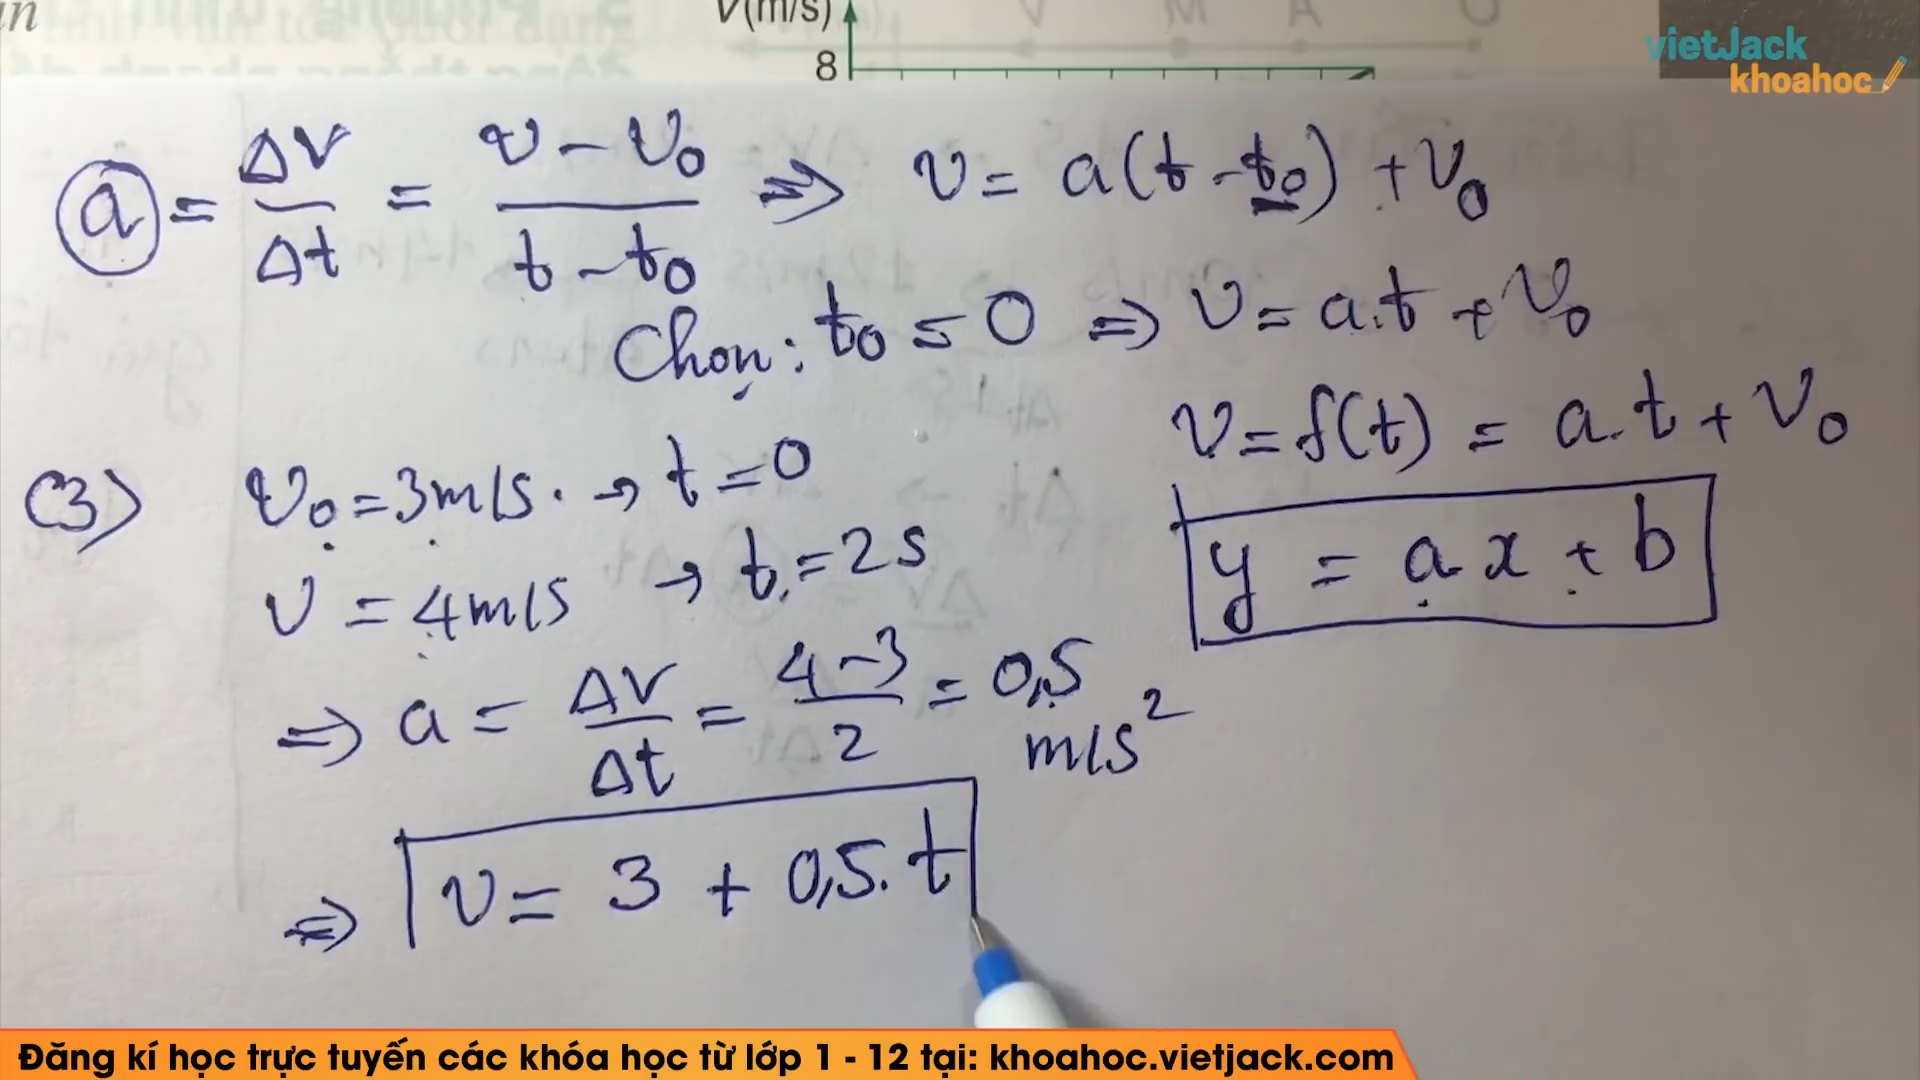 in
V(m/s)
8
vietJack
khoahoc
a = Δv/Δt = (v - v₀)/(t - t₀) => v = a(t - t₀) + v₀
Chọn: t₀ = 0 => v = a.t + v₀
v = f(t) = a.t + v₀
y = a.x + b
C3) v₀ = 3m/s. → t = 0
v = 4m/s → t = 2s
=> a = Δv/Δt = (4-3)/2 = 0,5 m/s²
=> v = 3 + 0,5.t
Đăng kí học trực tuyến các khóa học từ lớp 1 - 12 tại: khoahoc.vietjack.com